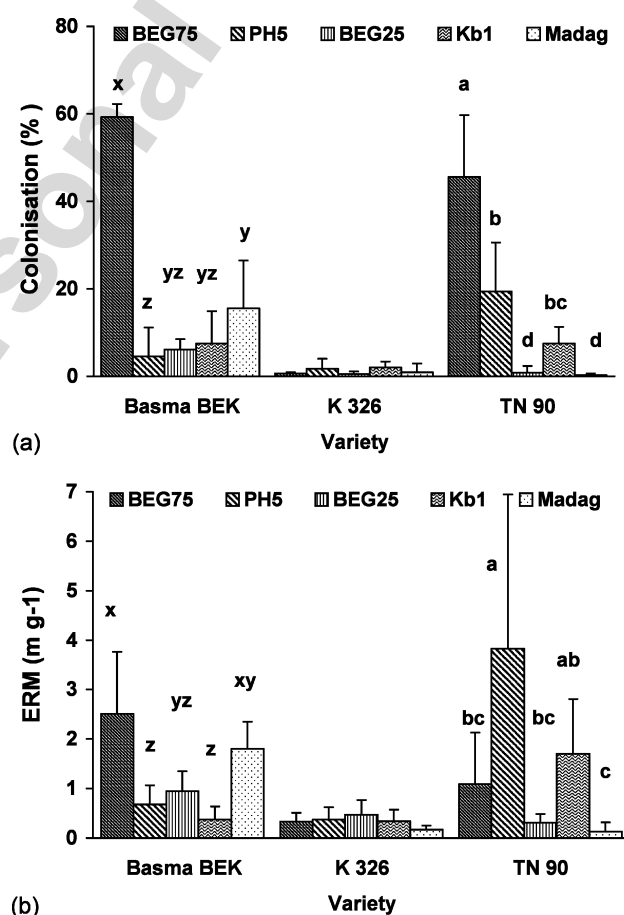 80
BEG75 PH5 BEG25 Kb1 Madag
x
a
60
Colonisation (% )
40
b
y
yz yz
20
z
bc
d
d
0
Basma BEK K 326 TN 90
(a)
Variety
7
BEG75 PH5 BEG25 Kb1 Madag
6
a
5
x
ERM (m g-1)
4
ab
xy
3
yz
bc
bc
2
z
z
c
1
0
Basma BEK K 326 TN 90
(b)
Variety